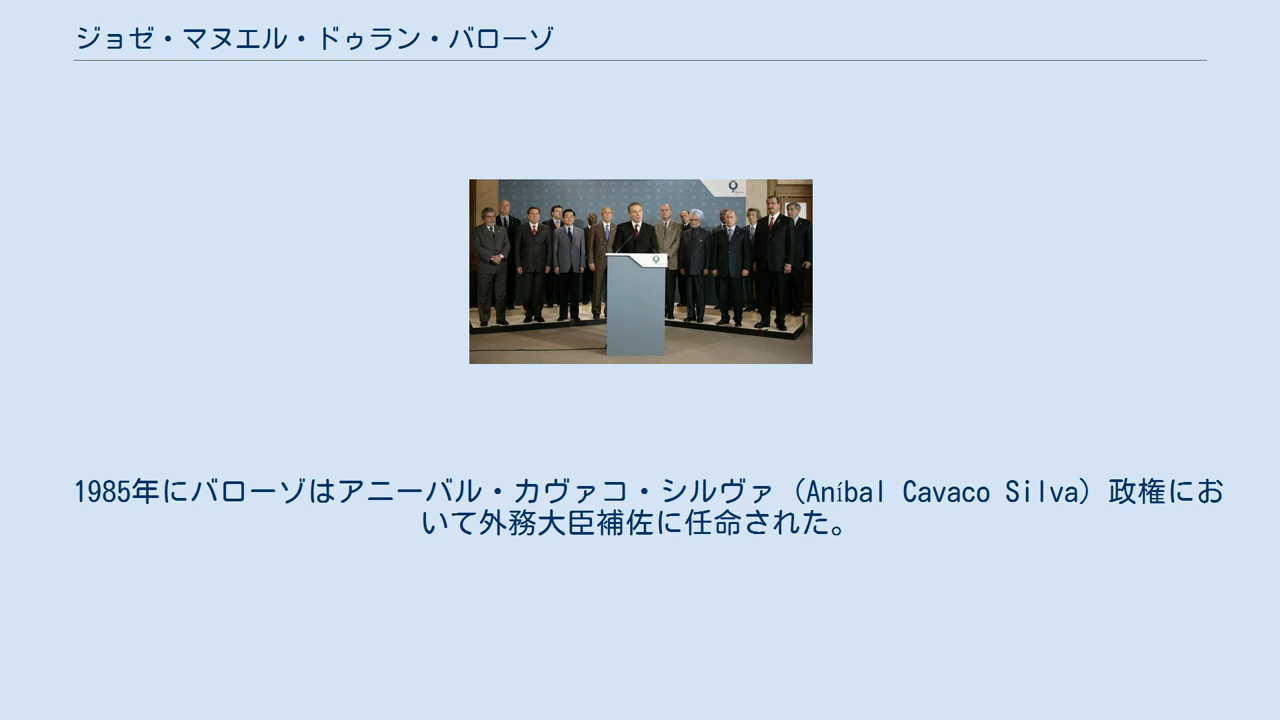 ジョゼ・マヌエル・ドゥラン・バローゾ
1985年にバローゾはアニーバル・カヴァコ・シルヴァ（Aníbal Cavaco Silva）政権にお
いて外務大臣補佐に任命された。